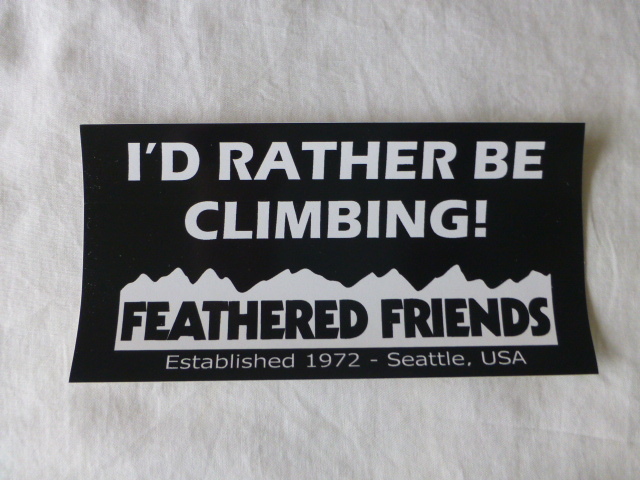 I'D RATHER BE
CLIMBING!
FEATHERED FRIENDS
Established 1972 - Seattle, USA